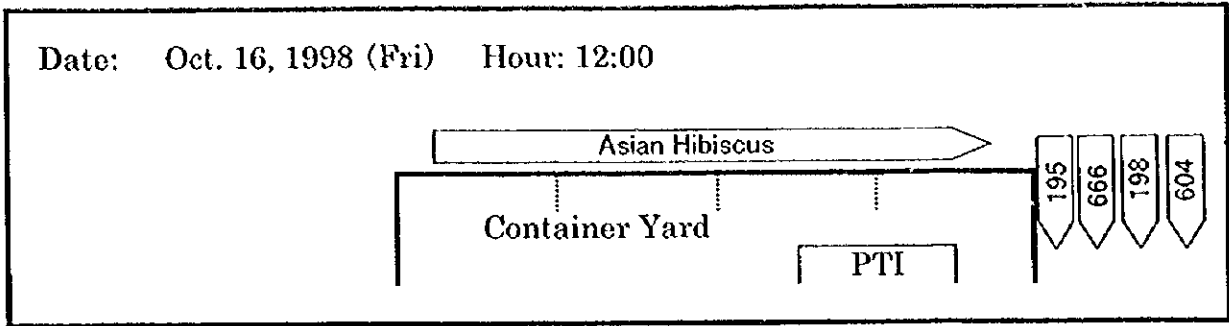 Date: Oct. 16, 1998 (Fri) Hour: 12:00
Asian Hibiscus
195 666 198 604
Container Yard
PTI